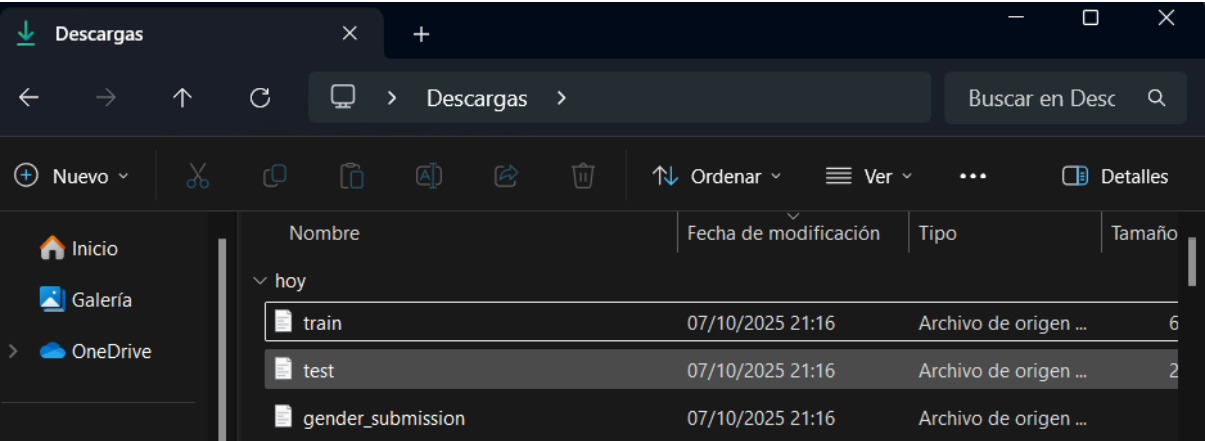 Descargas
Descargas
Buscar en Desc
Nuevo
Ordenar
Ver
Detalles
Inicio
Galería
OneDrive
Nombre Fecha de modificación Tipo Tamaño
hoy
train 07/10/2025 21:16 Archivo de origen ... 6
test 07/10/2025 21:16 Archivo de origen ... 2
gender_submission 07/10/2025 21:16 Archivo de origen ...